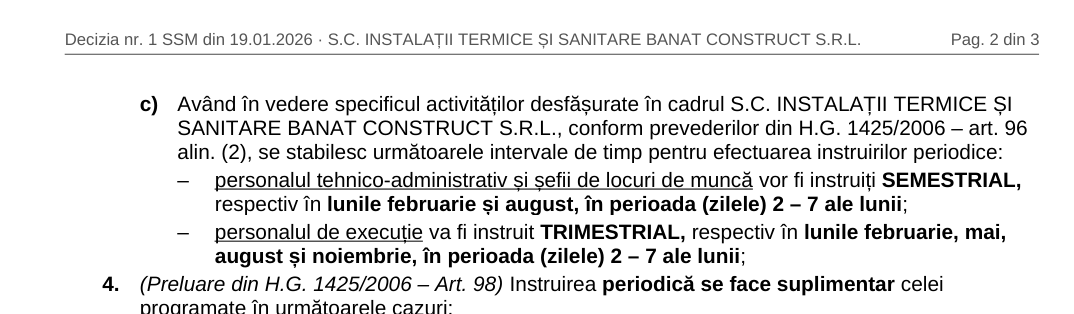 Decizia nr. 1 SSM din 19.01.2026 · S.C. INSTALAȚII TERMICE ȘI SANITARE BANAT CONSTRUCT S.R.L. Pag. 2 din 3
c) Având în vedere specificul activităților desfășurate în cadrul S.C. INSTALAȚII TERMICE ȘI
SANITARE BANAT CONSTRUCT S.R.L., conform prevederilor din H.G. 1425/2006 – art. 96
alin. (2), se stabilesc următoarele intervale de timp pentru efectuarea instruirilor periodice:
– personalul tehnico-administrativ și șefii de locuri de muncă vor fi instruiți SEMESTRIAL,
respectiv în lunile februarie și august, în perioada (zilele) 2 – 7 ale lunii;
– personalul de execuție va fi instruit TRIMESTRIAL, respectiv în lunile februarie, mai,
august și noiembrie, în perioada (zilele) 2 – 7 ale lunii;
4. (Preluare din H.G. 1425/2006 – Art. 98) Instruirea periodică se face suplimentar celei
programate în următoarele cazuri: